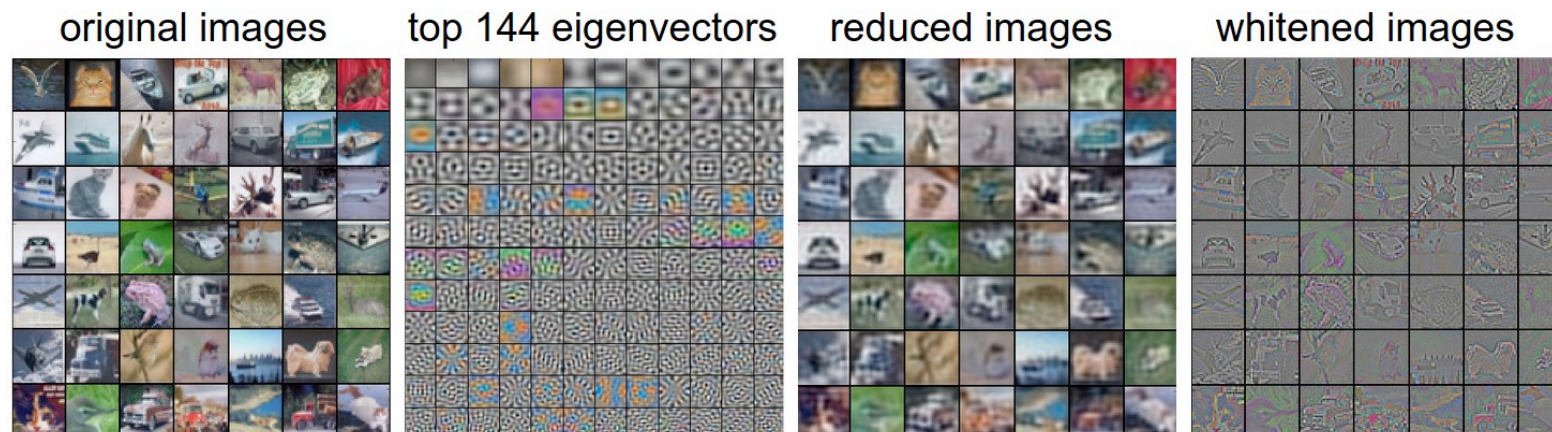 original images
top 144 eigenvectors
reduced images
whitened images